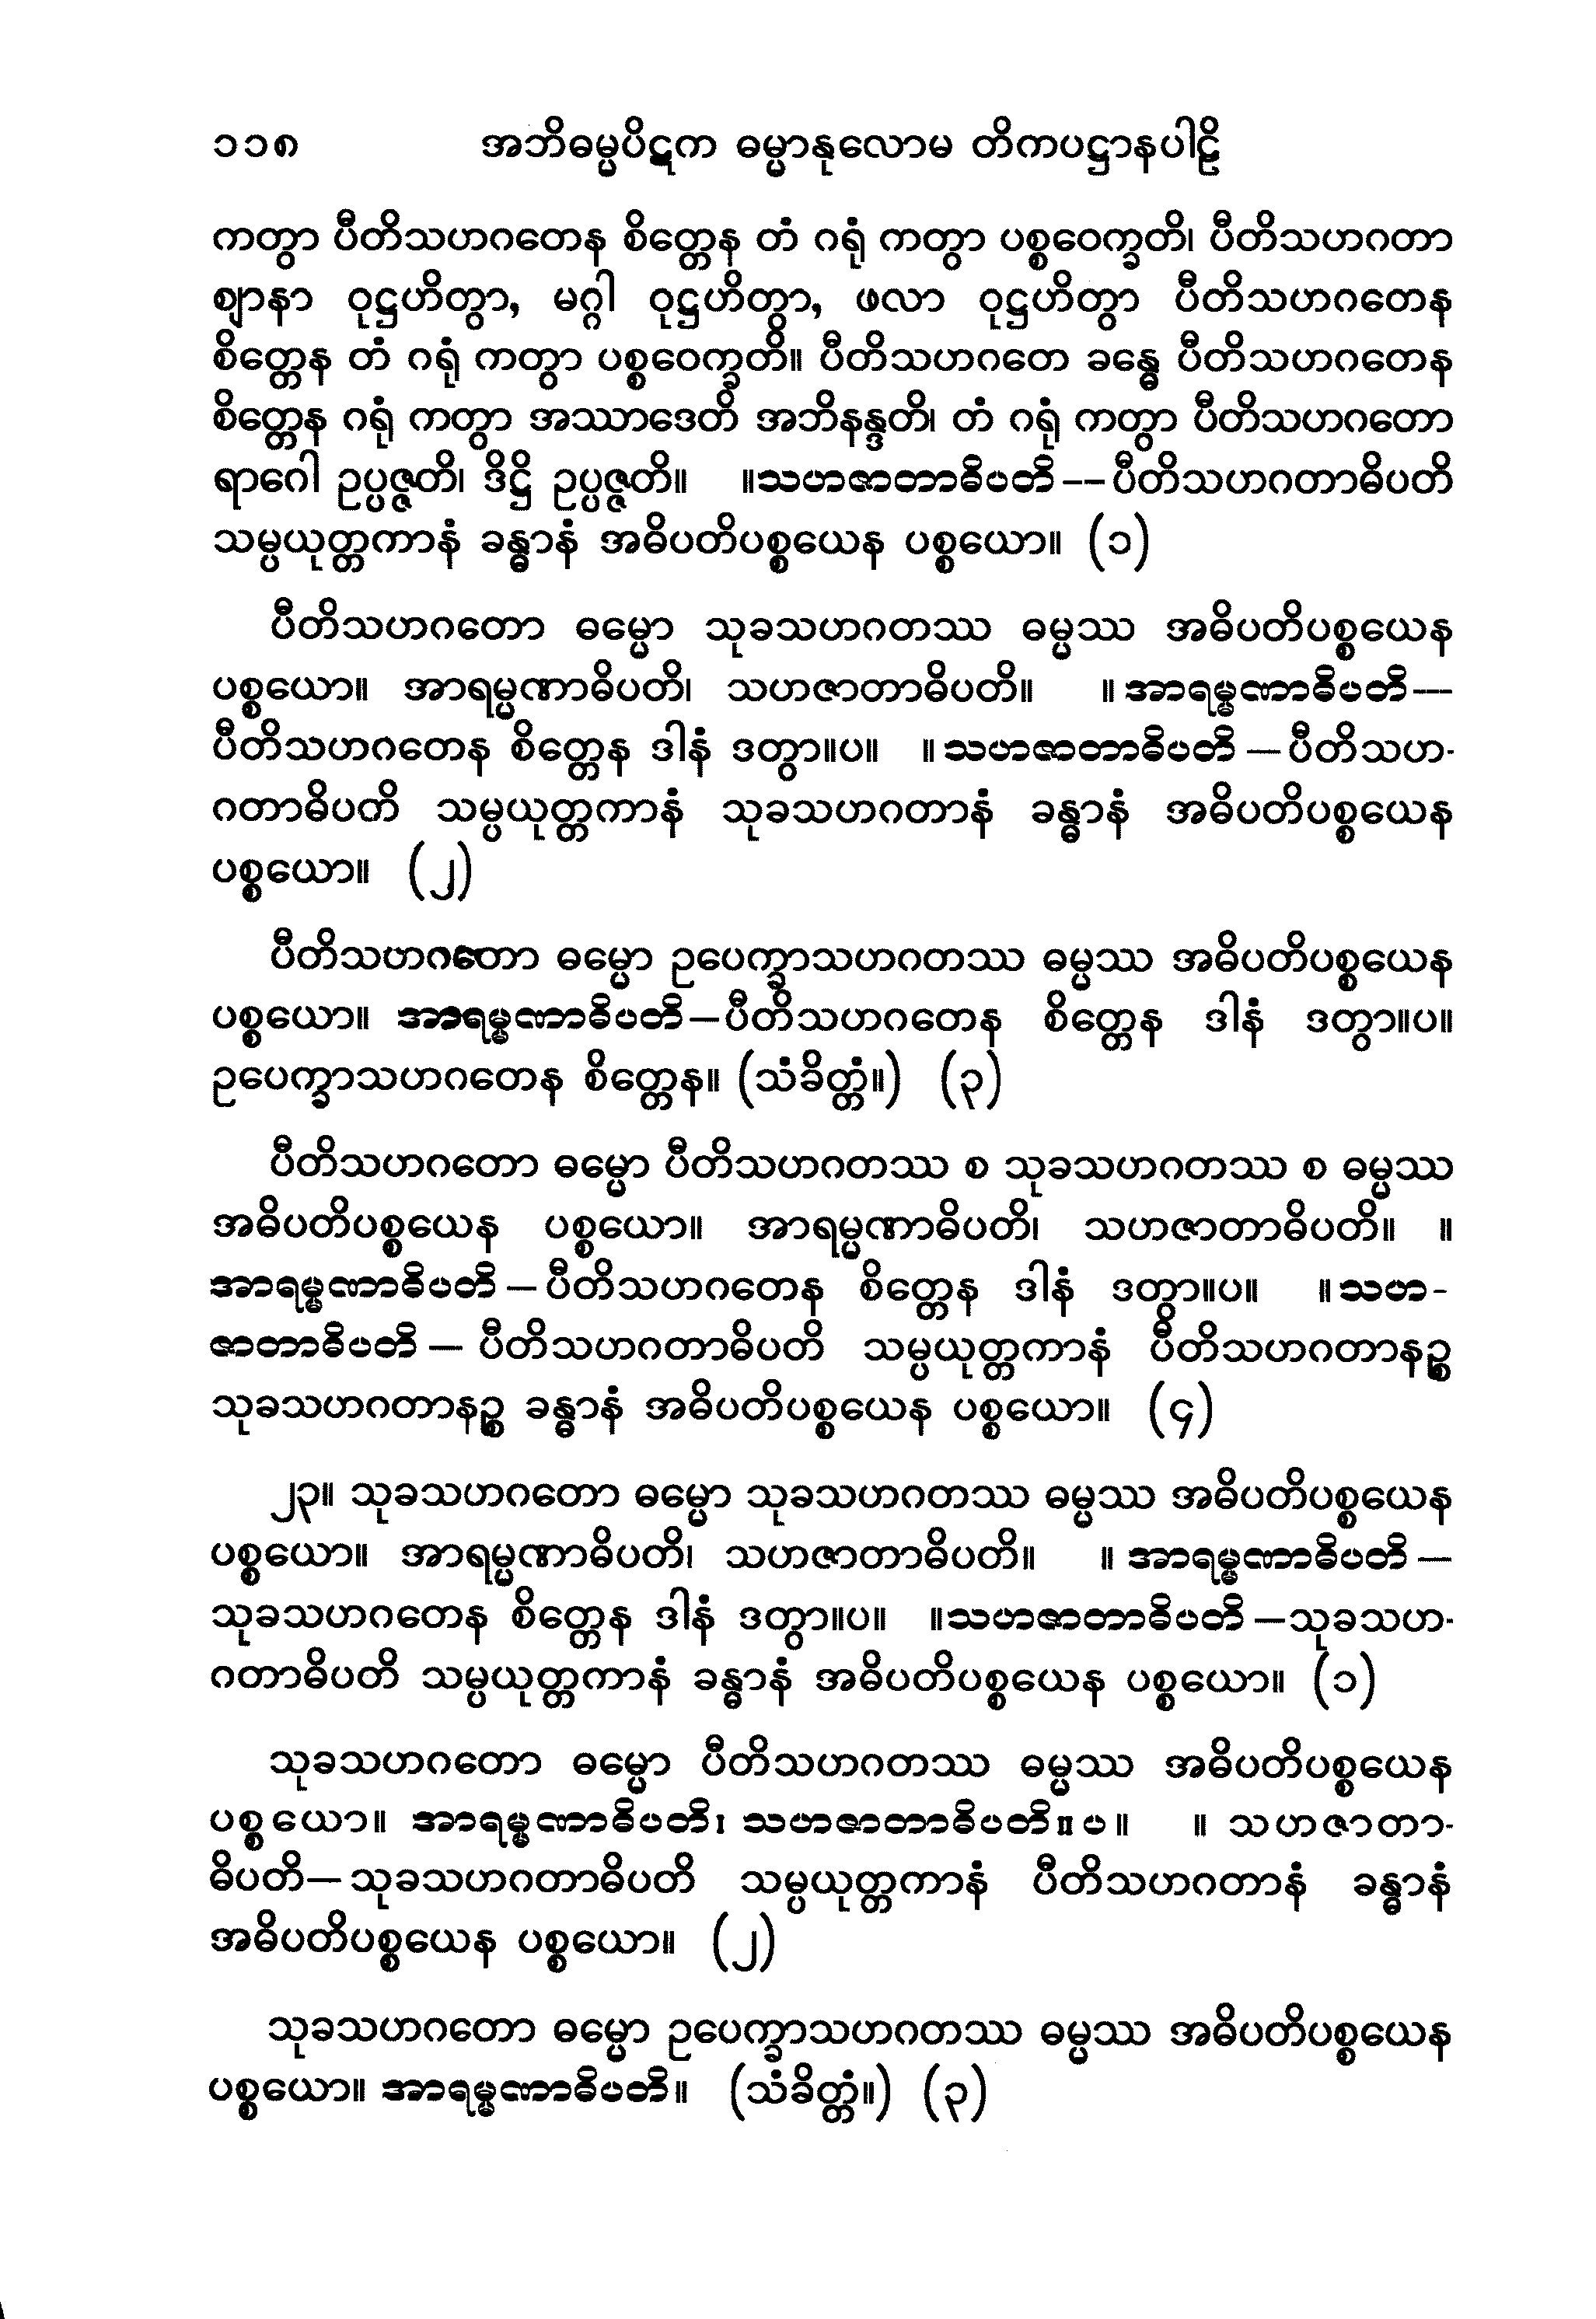 ၁၁၈ အဘိဓမ္မပိဋက ဓမ္မာနုလောမ တိကပဋ္ဌာနပါဠိ
ကတွာ ပီတိသဟဂတေန စိတ္တေန တံ ဂရုံ ကတွာ ပစ္စဝေက္ခတိ၊ ပီတိသဟဂတာ
ဈာနာ ဝုဋ္ဌဟိတွာ, မဂ္ဂါ ဝုဋ္ဌဟိတွာ, ဖလာ ဝုဋ္ဌဟိတွာ ပီတိသဟဂတေန
စိတ္တေန တံ ဂရုံ ကတွာ ပစ္စဝေက္ခတိ။ ပီတိသဟဂတေ ခန္ဓေ ပီတိသဟဂတေန
စိတ္တေန ဂရုံ ကတွာ အဿာဒေတိ အဘိနန္ဒတိ၊ တံ ဂရုံ ကတွာ ပီတိသဟဂတော
ရာဂေါ ဥပ္ပဇ္ဇတိ၊ ဒိဋ္ဌိ ဥပ္ပဇ္ဇတိ။ ။သဟဇာတာဓိပတိ -- ပီတိသဟဂတာဓိပတိ
သမ္ပယုတ္တကာနံ ခန္ဓာနံ အဓိပတိပစ္စယေန ပစ္စယော။ (၁)
ပီတိသဟဂတော ဓမ္မော သုခသဟဂတဿ ဓမ္မဿ အဓိပတိပစ္စယေန
ပစ္စယော။ အာရမ္မဏာဓိပတိ၊ သဟဇာတာဓိပတိ။ ။ အာရမ္မဏာဓိပတိ —
ပီတိသဟဂတေန စိတ္တေန ဒါနံ ဒတွာ။ပ။ ။ သဟဇာတာဓိပတိ — ပီတိသဟ-
ဂတာဓိပတိ သမ္ပယုတ္တကာနံ သုခသဟဂတာနံ ခန္ဓာနံ အဓိပတိပစ္စယေန
ပစ္စယော။ (၂)
ပီတိသဟဂတော ဓမ္မော ဥပေက္ခာသဟဂတဿ ဓမ္မဿ အဓိပတိပစ္စယေန
ပစ္စယော။ အာရမ္မဏာဓိပတိ — ပီတိသဟဂတေန စိတ္တေန ဒါနံ ဒတွာ။ပ။
ဥပေက္ခာသဟဂတေန စိတ္တေန။ (သံခိတ္တံ။) (၃)
ပီတိသဟဂတော ဓမ္မော ပီတိသဟဂတဿ စ သုခသဟဂတဿ စ ဓမ္မဿ
အဓိပတိပစ္စယေန ပစ္စယော။ အာရမ္မဏာဓိပတိ၊ သဟဇာတာဓိပတိ။ ။
အာရမ္မဏာဓိပတိ — ပီတိသဟဂတေန စိတ္တေန ဒါနံ ဒတွာ။ပ။ ။ သဟ-
ဇာတာဓိပတိ — ပီတိသဟဂတာဓိပတိ သမ္ပယုတ္တကာနံ ပီတိသဟဂတာနဉ္စ
သုခသဟဂတာနဉ္စ ခန္ဓာနံ အဓိပတိပစ္စယေန ပစ္စယော။ (၄)
၂၃။ သုခသဟဂတော ဓမ္မော သုခသဟဂတဿ ဓမ္မဿ အဓိပတိပစ္စယေန
ပစ္စယော။ အာရမ္မဏာဓိပတိ၊ သဟဇာတာဓိပတိ။ ။ အာရမ္မဏာဓိပတိ —
သုခသဟဂတေန စိတ္တေန ဒါနံ ဒတွာ။ပ။ ။သဟဇာတာဓိပတိ — သုခသဟ-
ဂတာဓိပတိ သမ္ပယုတ္တကာနံ ခန္ဓာနံ အဓိပတိပစ္စယေန ပစ္စယော။ (၁)
သုခသဟဂတော ဓမ္မော ပီတိသဟဂတဿ ဓမ္မဿ အဓိပတိပစ္စယေန
ပစ္စယော။ အာရမ္မဏာဓိပတိ၊ သဟဇာတာဓိပတိ။ပ။ ။ သဟဇာတာ-
ဓိပတိ — သုခသဟဂတာဓိပတိ သမ္ပယုတ္တကာနံ ပီတိသဟဂတာနံ ခန္ဓာနံ
အဓိပတိပစ္စယေန ပစ္စယော။ (၂)
သုခသဟဂတော ဓမ္မော ဥပေက္ခာသဟဂတဿ ဓမ္မဿ အဓိပတိပစ္စယေန
ပစ္စယော။ အာရမ္မဏာဓိပတိ။ (သံခိတ္တံ။) (၃)